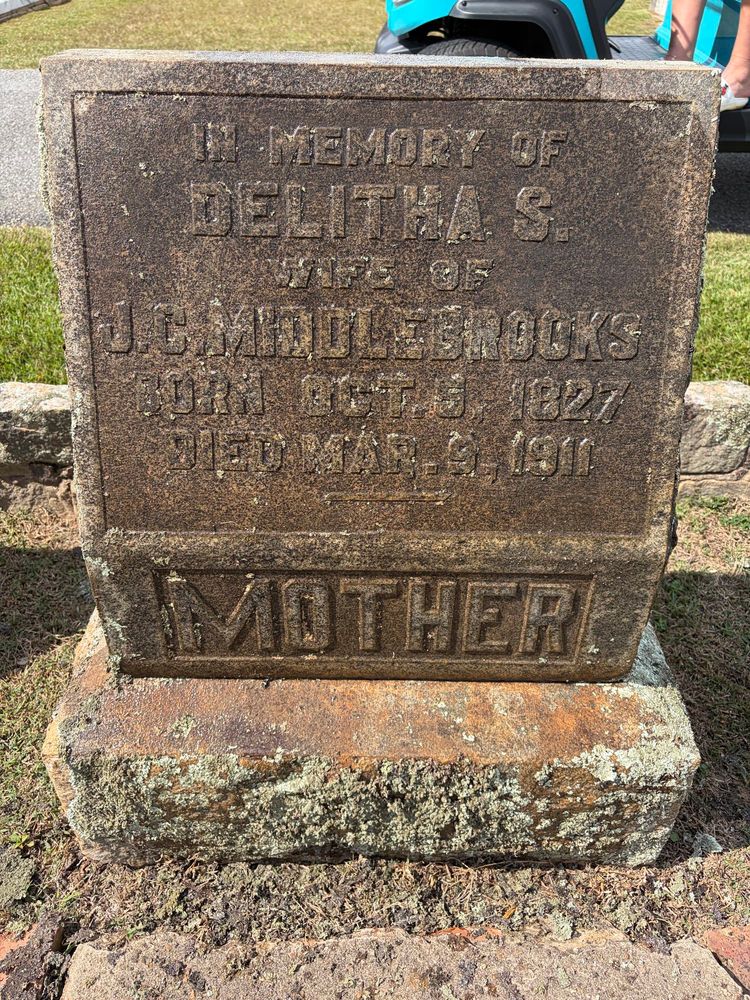 IN MEMORY OF
DELITHA S.
WIFE OF
J. C. MIDDLEBROOKS
BORN OCT. 5, 1827
DIED MAR. 9, 1911
MOTHER